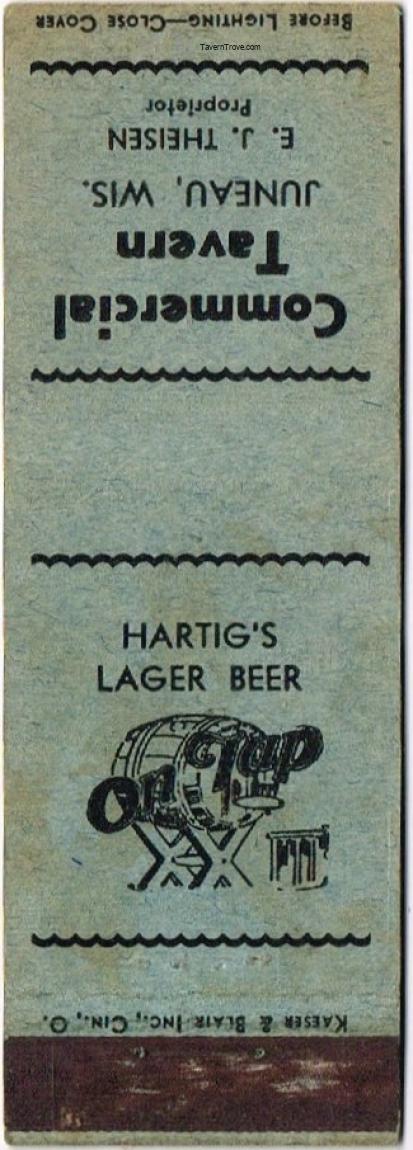 BEFORE LIGHTING—CLOSE COVER
TavernTrove.com
Commercial
Tavern
JUNEAU, WIS.
E. J. THEISEN
Proprietor
HARTIG'S
LAGER BEER
On Tap
KAESER & BLAIR INC., CIN., O.